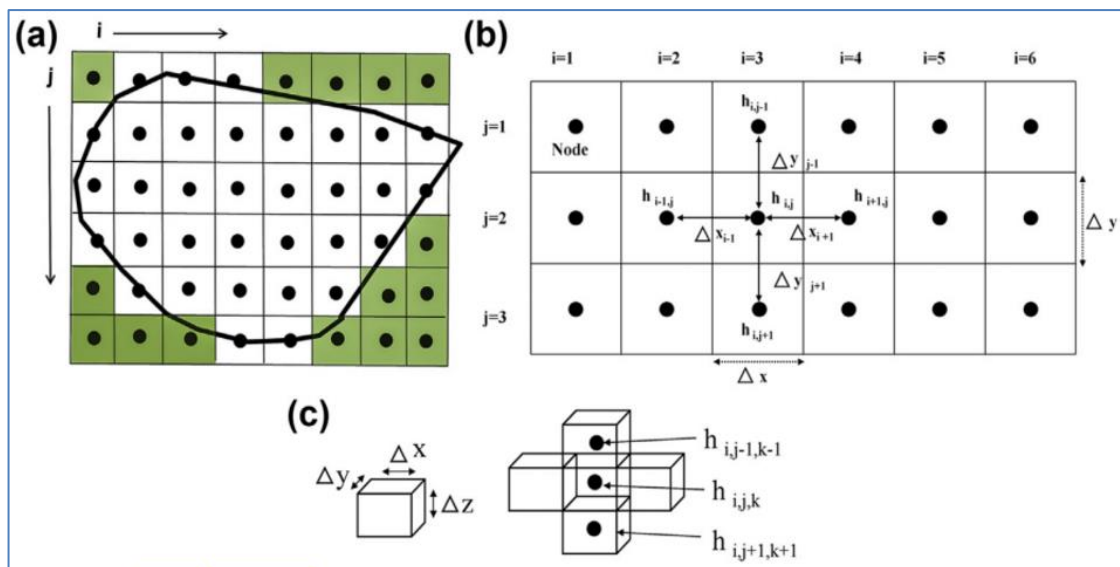 (a)
i
j
(b)
i=1 i=2 i=3 i=4 i=5 i=6
j=1
j=2
j=3
h i,j-1
Node
△ y j-1
h i-1,j
h i,j
h i+1,j
△ x i-1
△ x i+1
△ y
△ y j+1
h i,j+1
△ x
(c)
△ x
△y
△z
h i,j-1,k-1
h i,j,k
h i,j+1,k+1